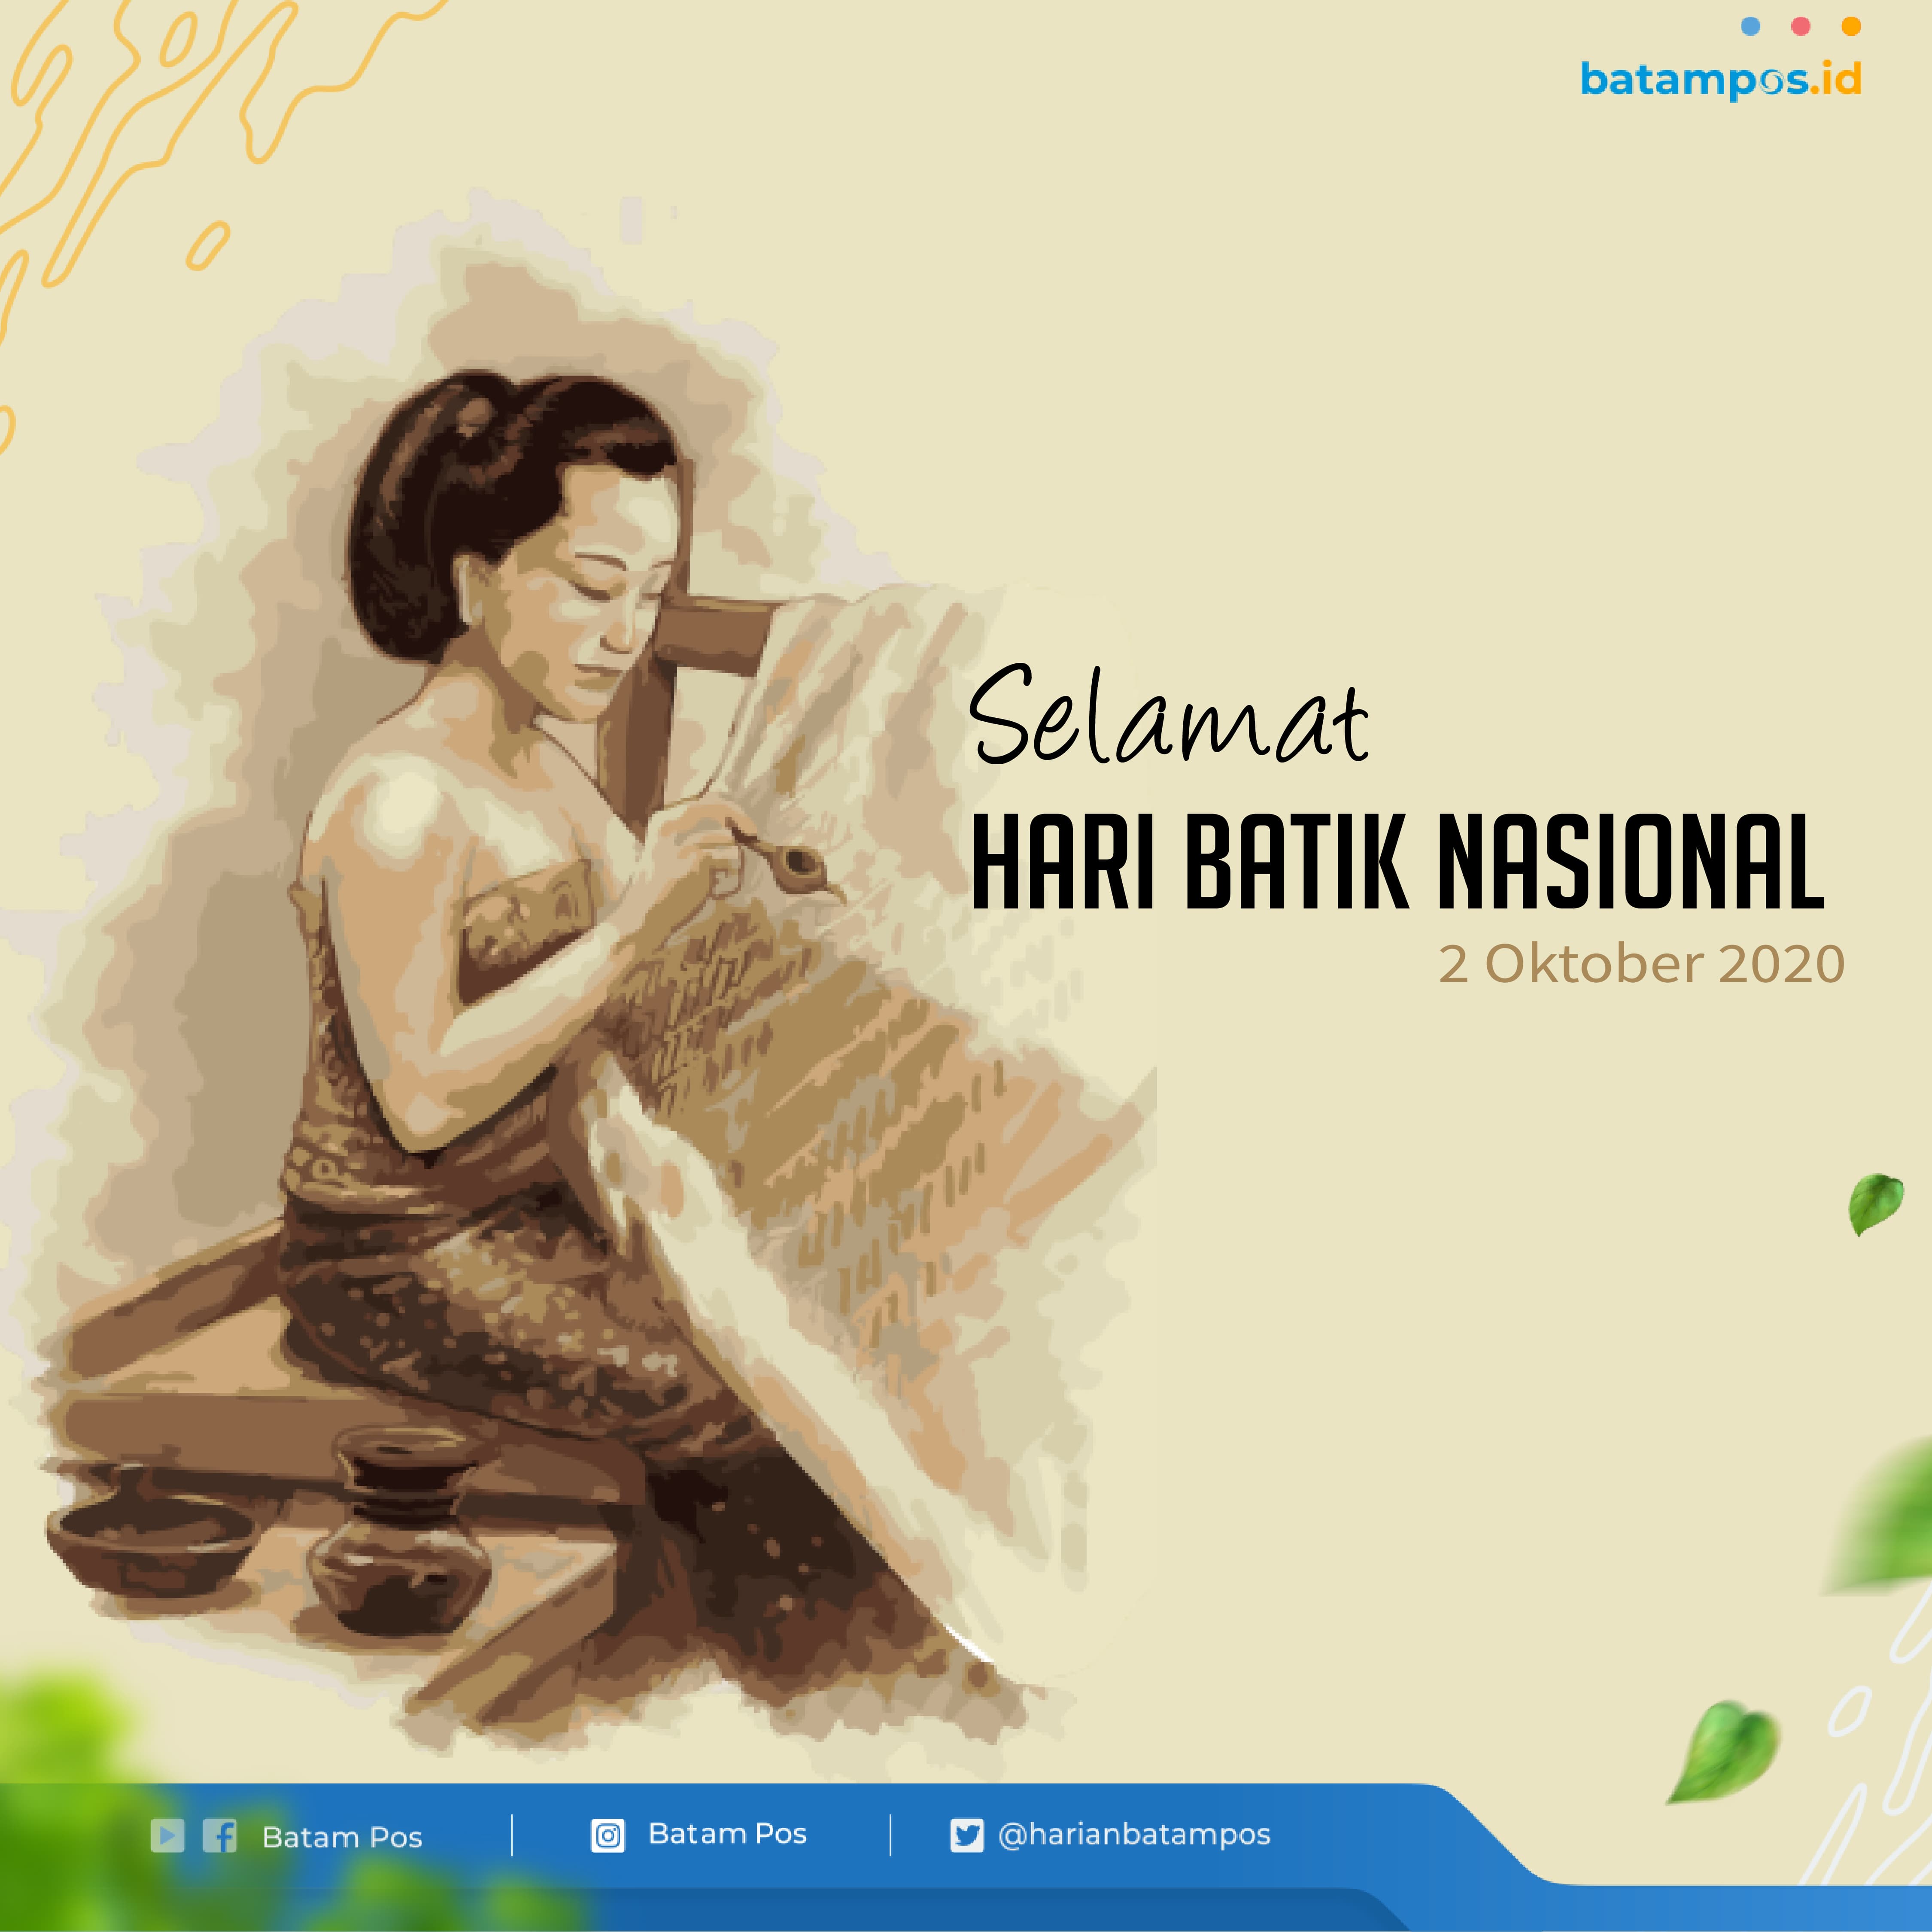 batampos.id
Selamat
HARI BATIK NASIONAL
2 Oktober 2020
Batam Pos
Batam Pos
@harianbatampos